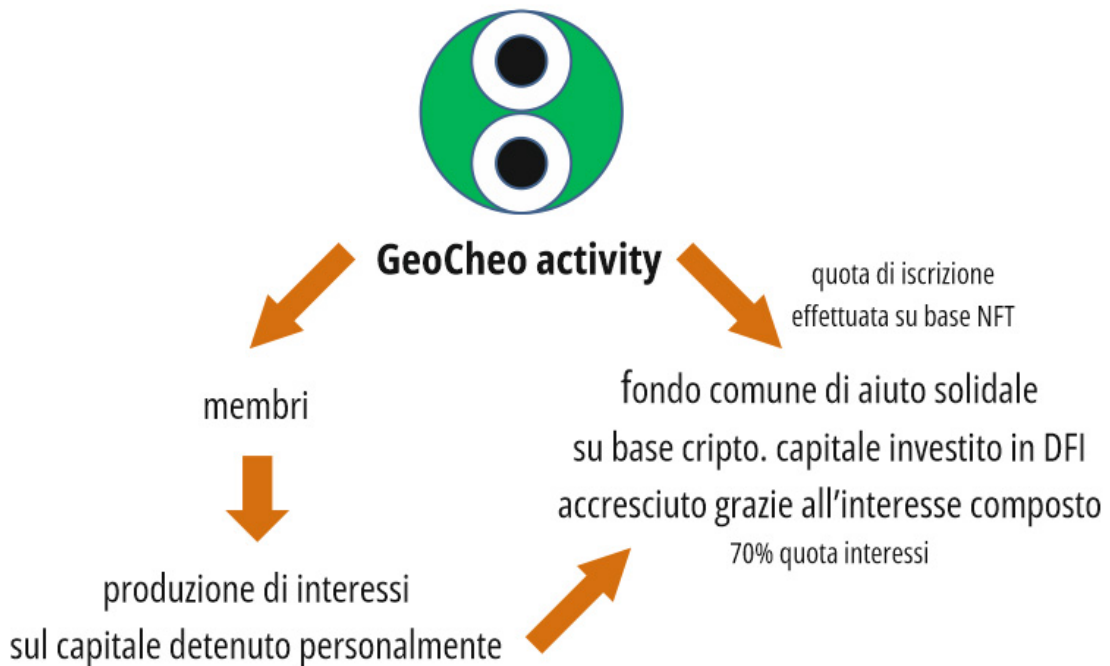 GeoCheo activity
quota di iscrizione
effettuata su base NFT
membri
fondo comune di aiuto solidale
su base cripto. capitale investito in DFI
accresciuto grazie all'interesse composto
70% quota interessi
produzione di interessi
sul capitale detenuto personalmente